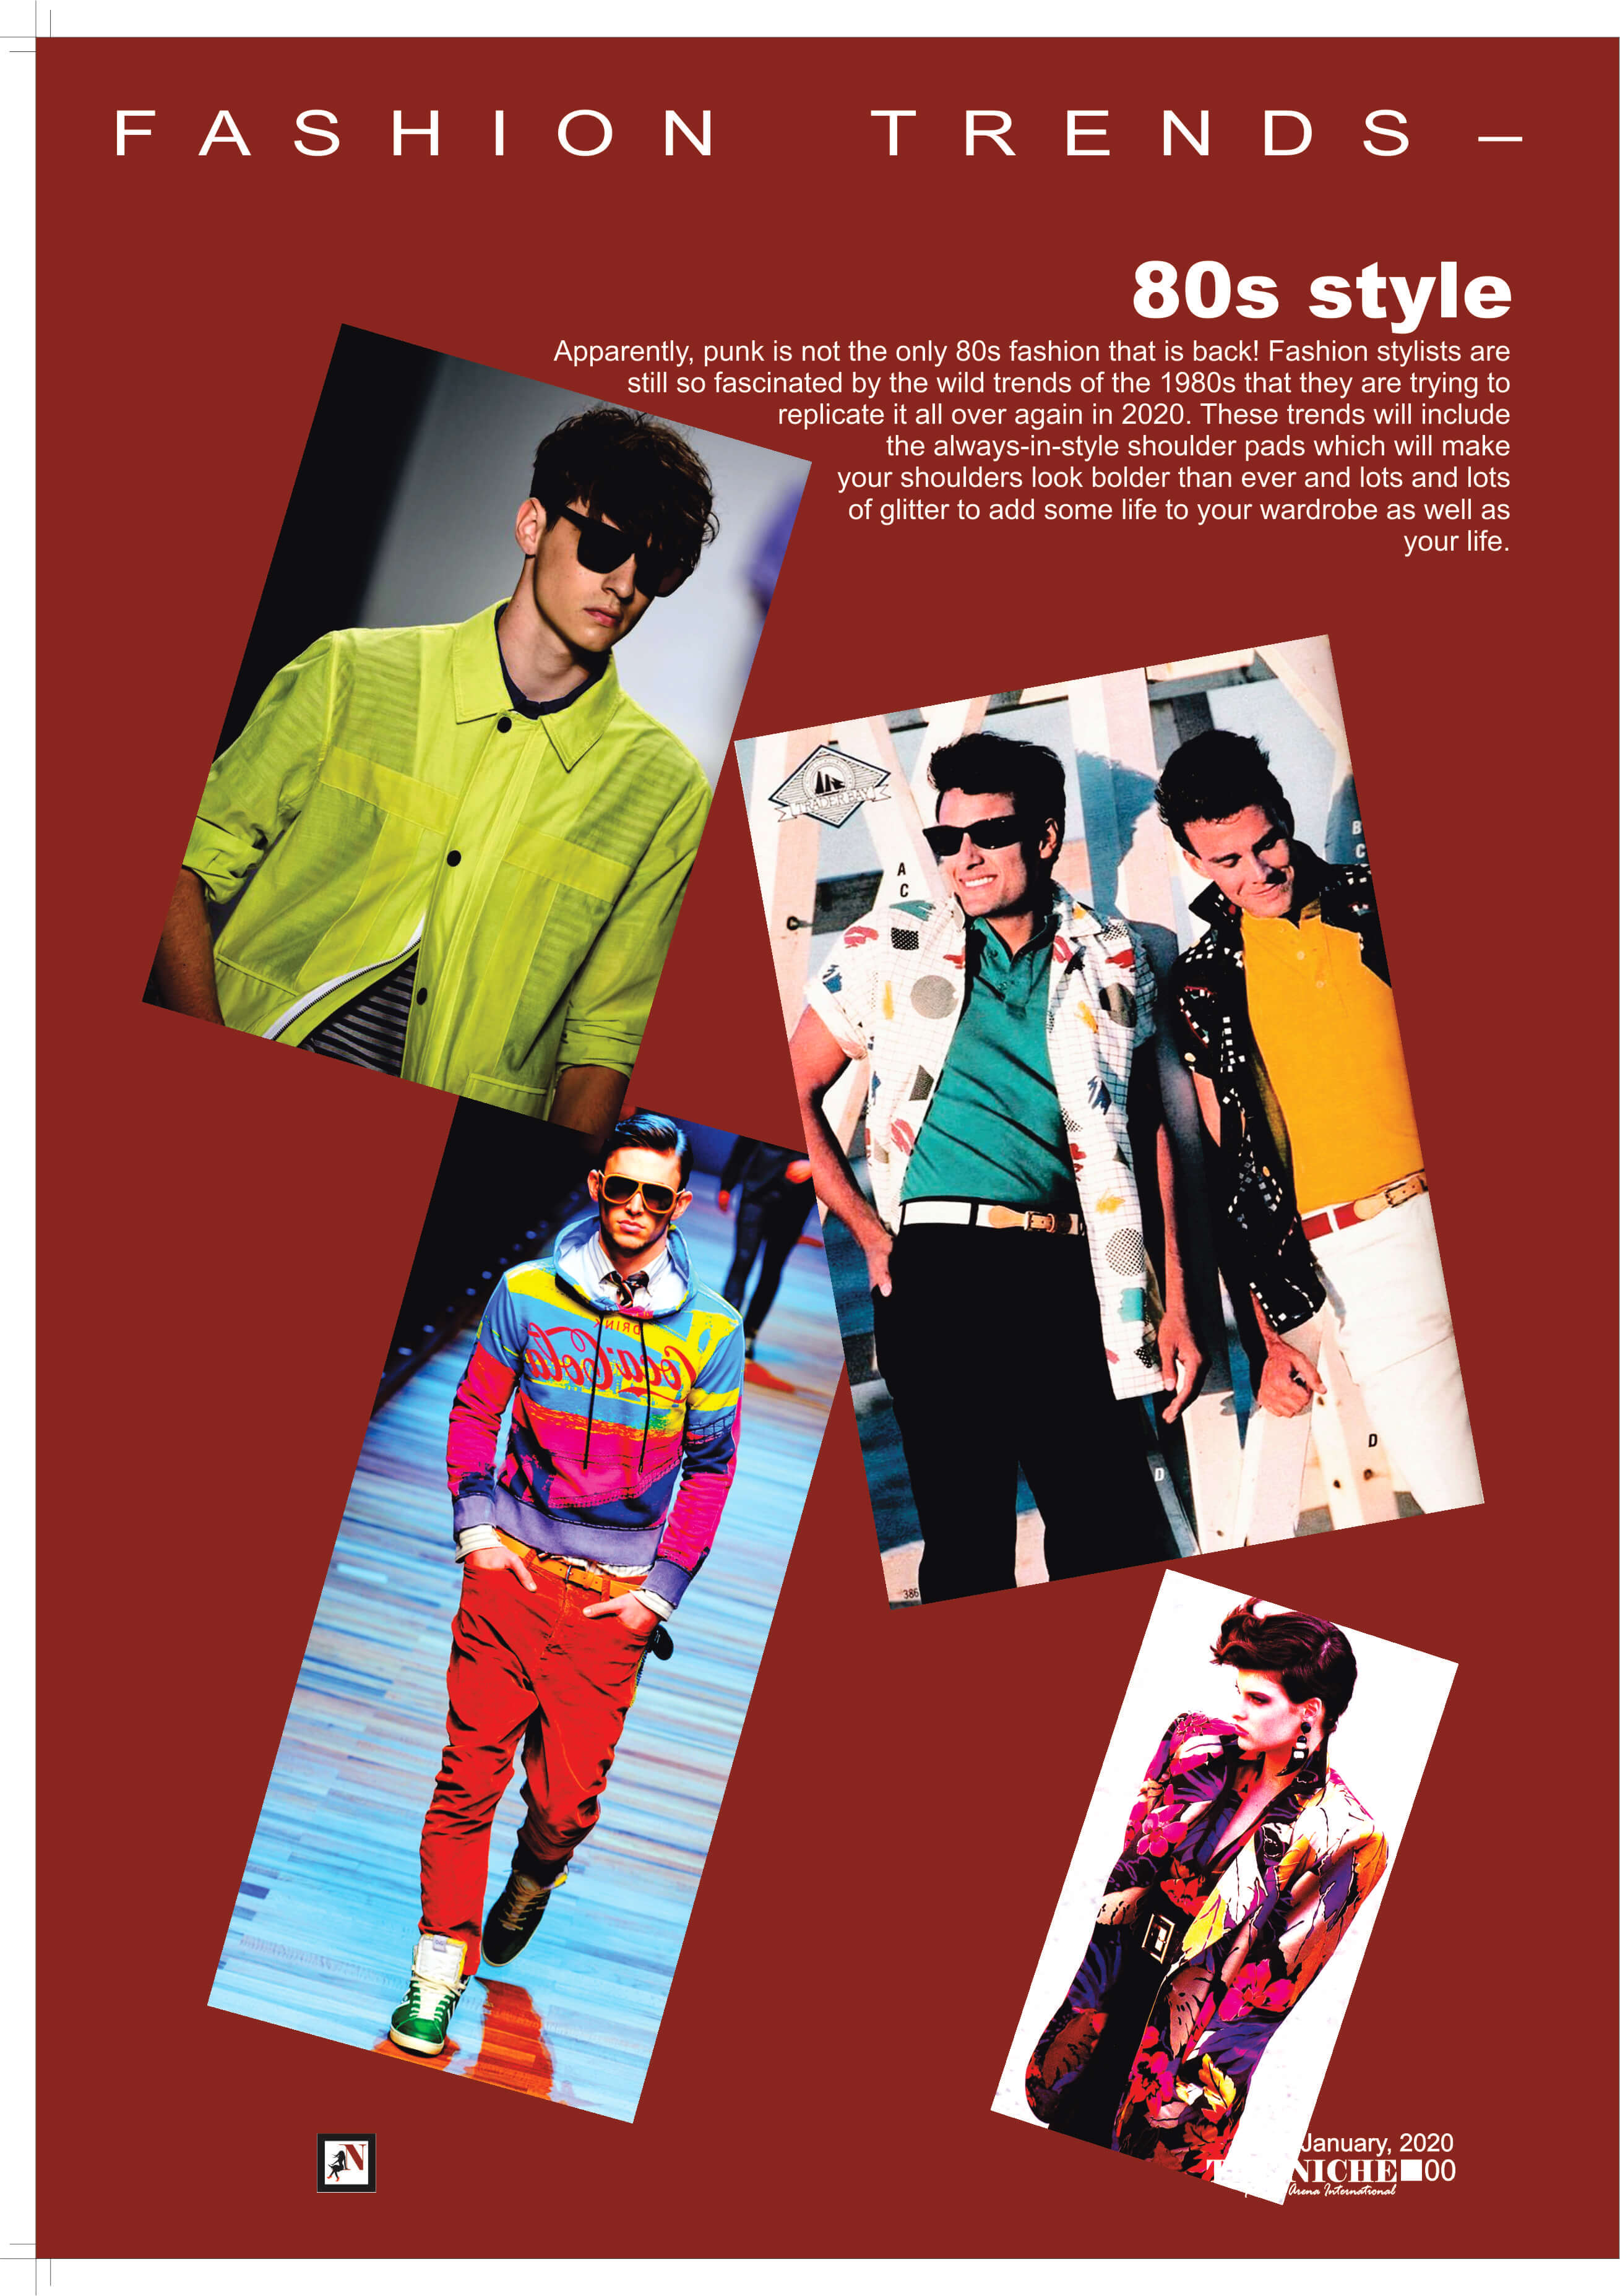 FASHION TRENDS –
80s style
Apparently, punk is not the only 80s fashion that is back! Fashion stylists are
still so fascinated by the wild trends of the 1980s that they are trying to
replicate it all over again in 2020. These trends will include
the always-in-style shoulder pads which will make
your shoulders look bolder than ever and lots and lots
of glitter to add some life to your wardrobe as well as
your life.
TRADER BAY
A
C
B
C
DRINK
Coca-Cola
D
D
386
N
January, 2020
NICHE 00
Arena International